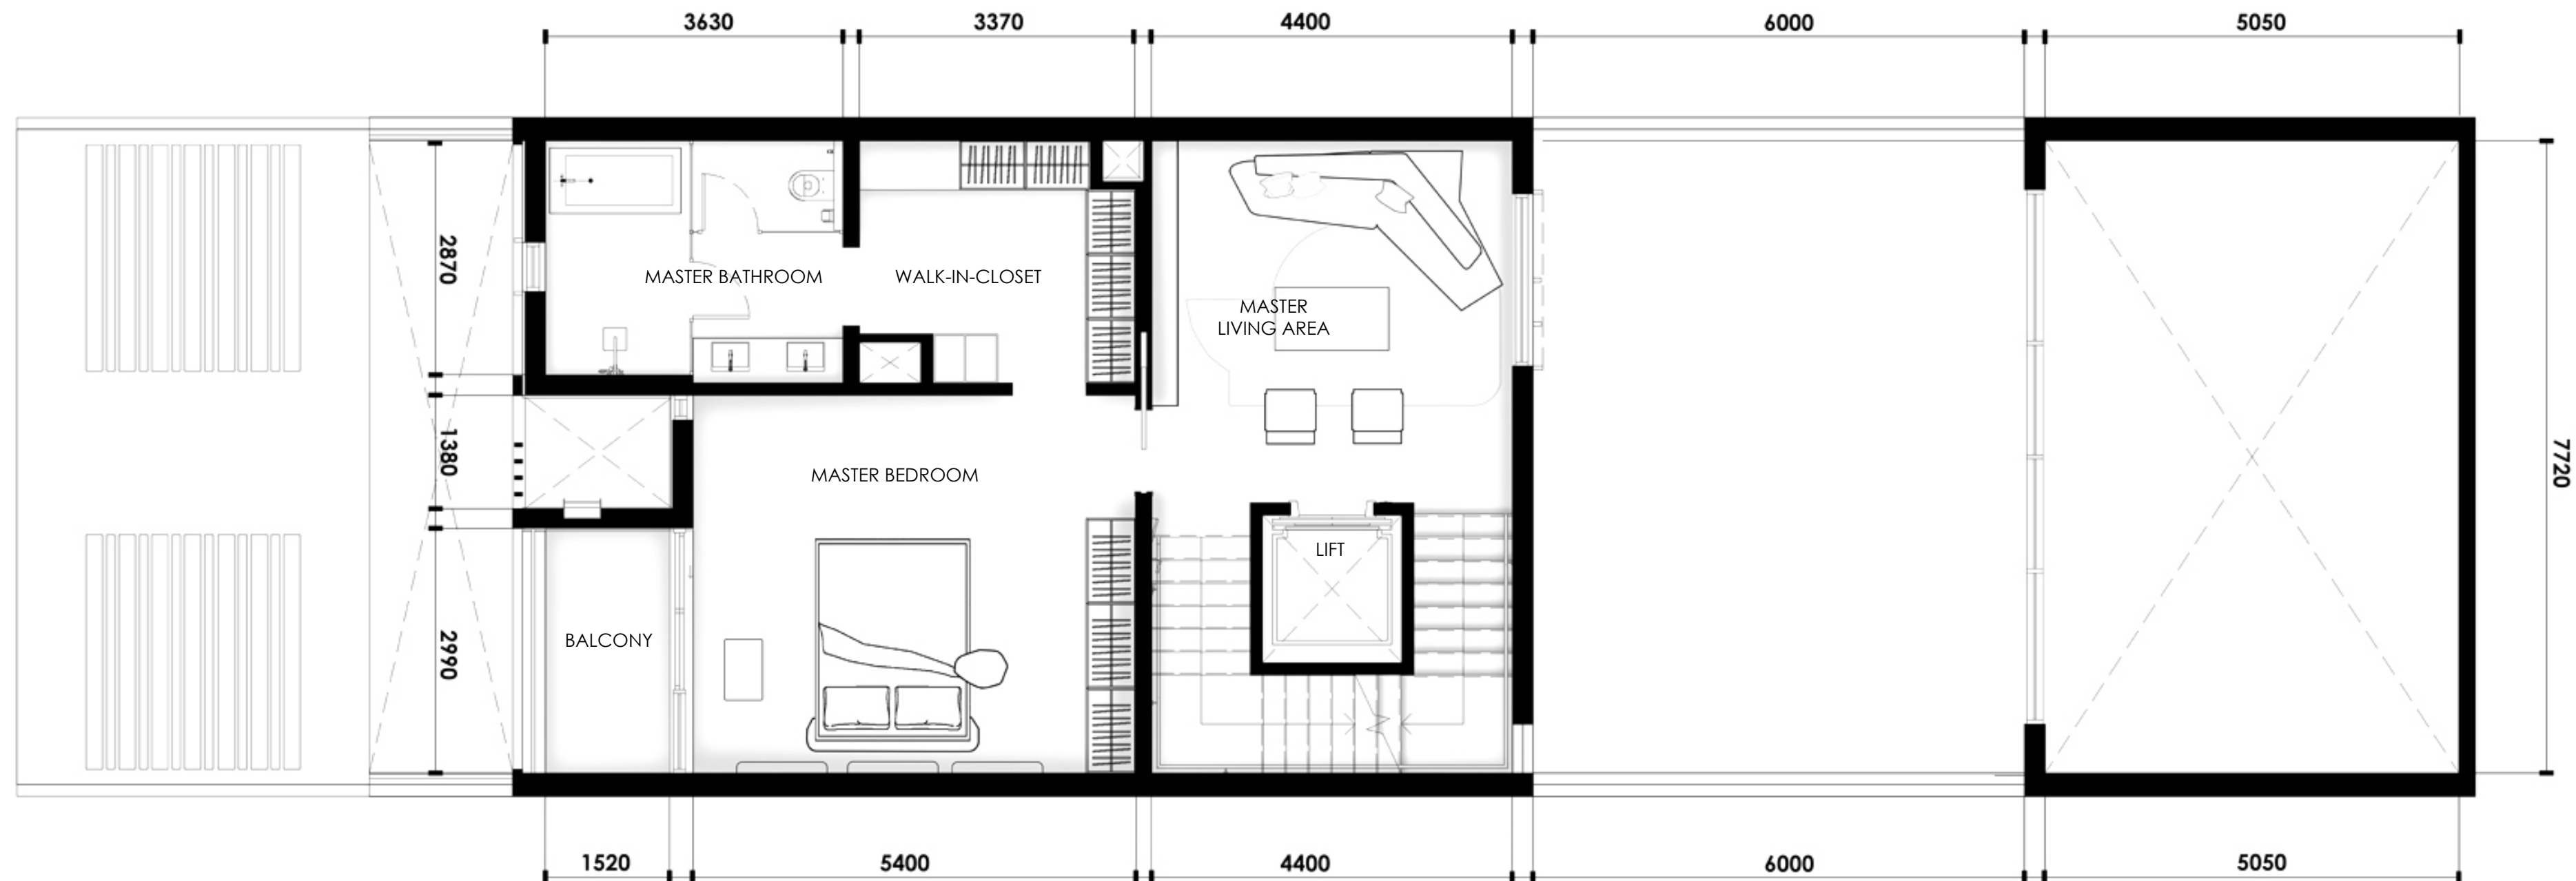 3630
3370
4400
6000
5050
2870
1380
2990
7720
MASTER BATHROOM
WALK-IN-CLOSET
MASTER
LIVING AREA
MASTER BEDROOM
LIFT
BALCONY
1520
5400
4400
6000
5050